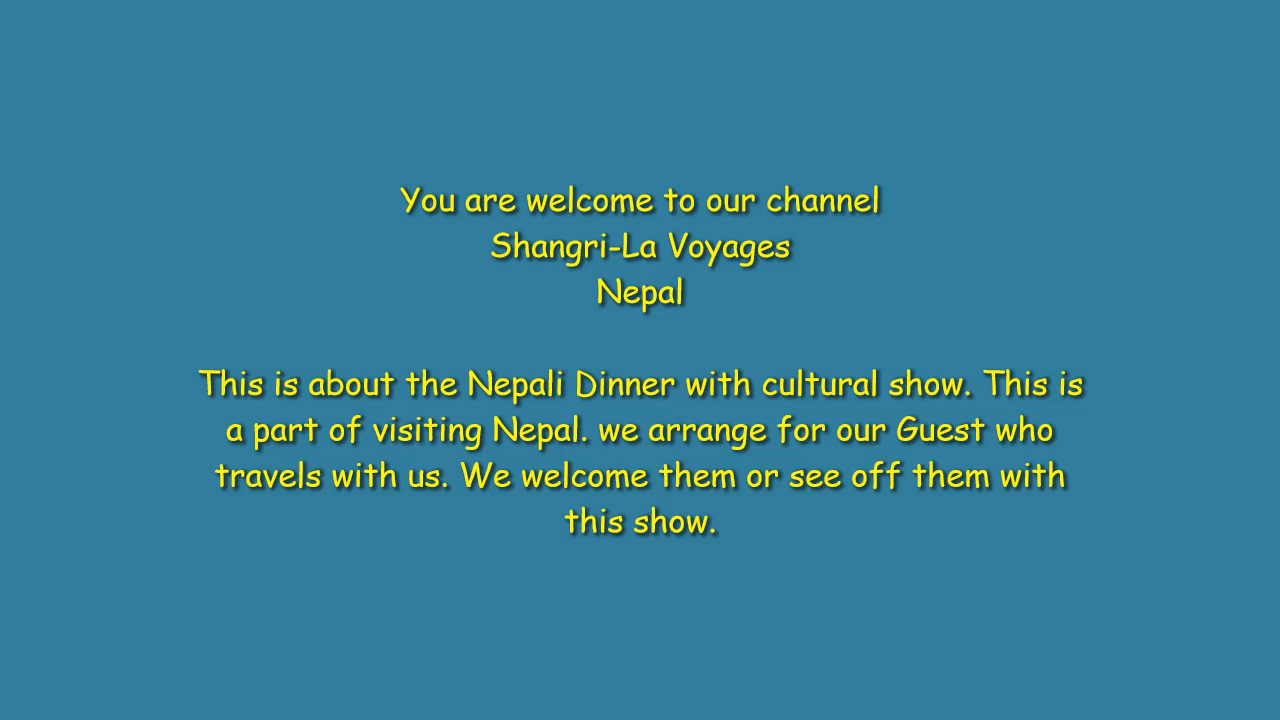 You are welcome to our channel
Shangri-La Voyages
Nepal
This is about the Nepali Dinner with cultural show. This is
a part of visiting Nepal. we arrange for our Guest who
travels with us. We welcome them or see off them with
this show.